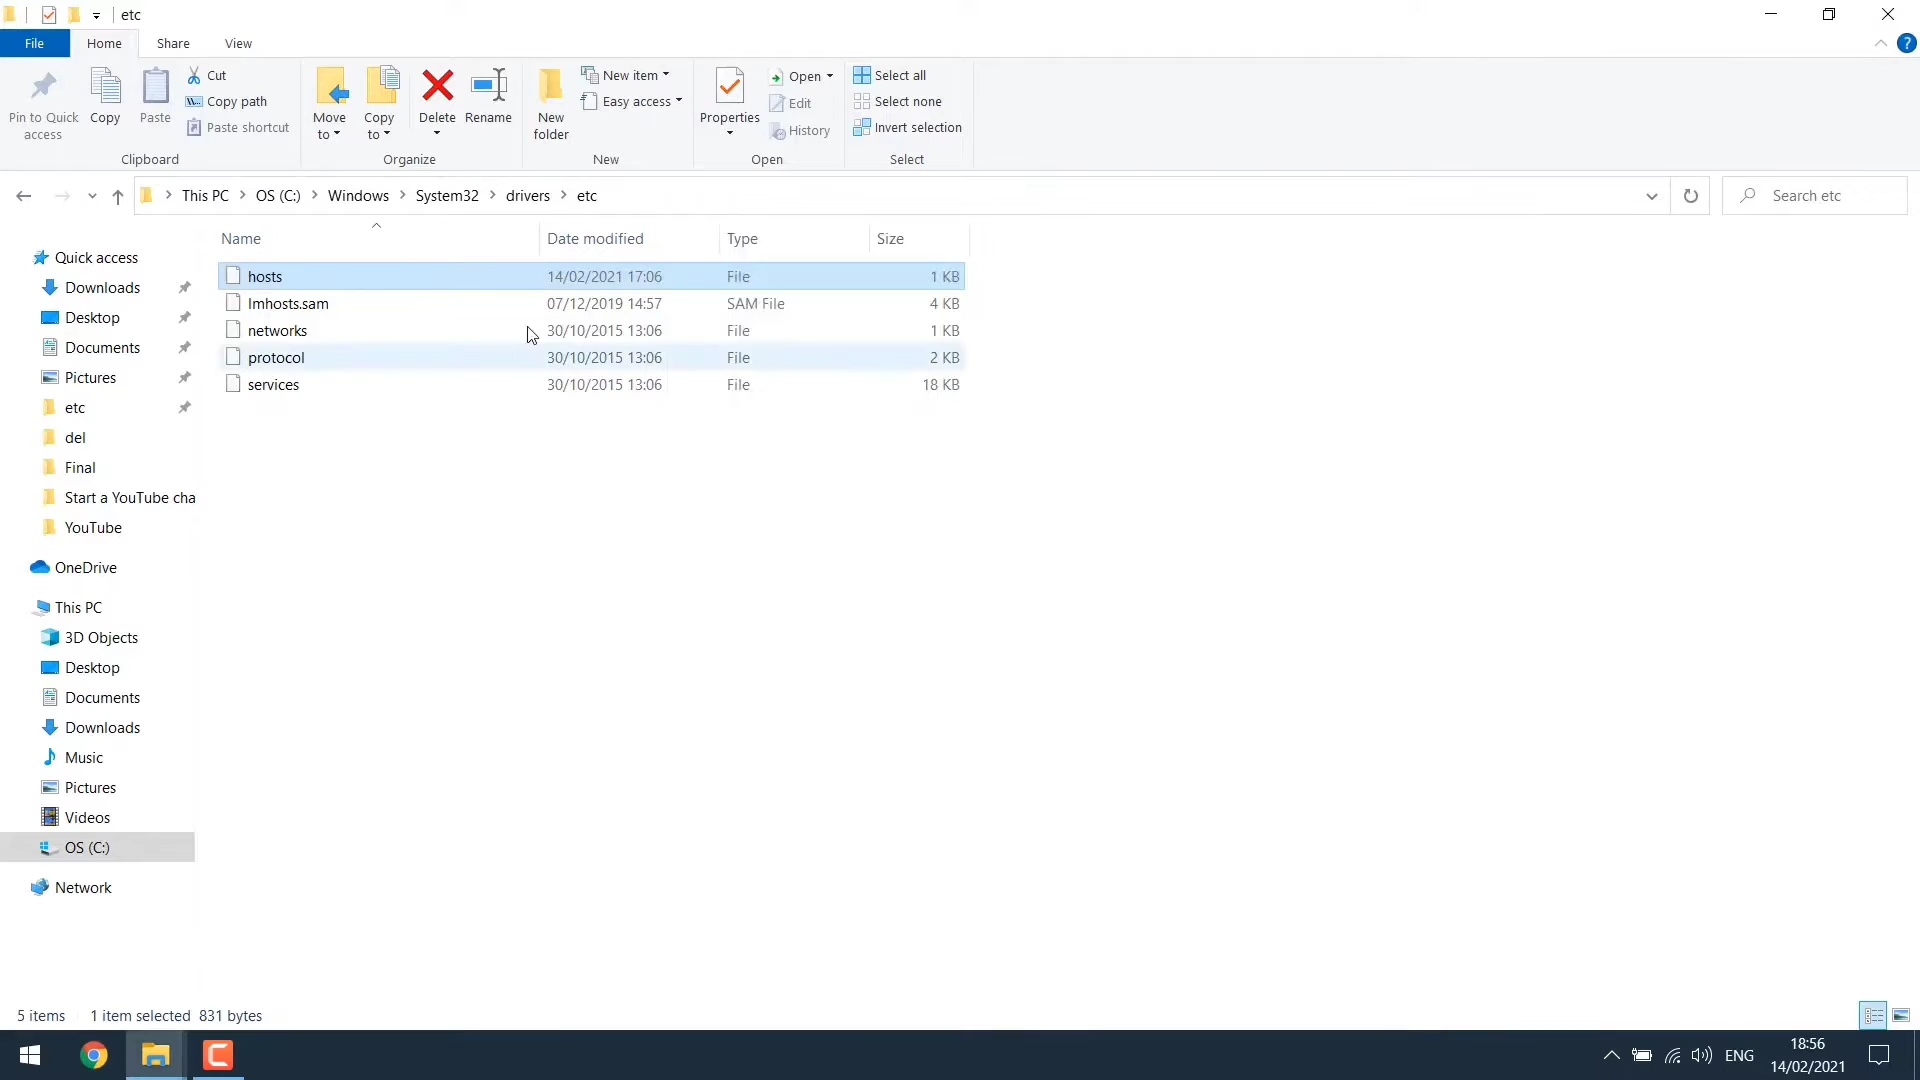 etc
File Home Share View
Pin to Quick access
Copy
Paste
Cut
Copy path
Paste shortcut
Clipboard
Move to
Copy to
Delete
Rename
Organize
New folder
New item
Easy access
New
Properties
Open
Edit
History
Open
Select all
Select none
Invert selection
Select
This PC OS (C:) Windows System32 drivers etc
Search etc
Name Date modified Type Size
hosts 14/02/2021 17:06 File 1 KB
lmhosts.sam 07/12/2019 14:57 SAM File 4 KB
networks 30/10/2015 13:06 File 1 KB
protocol 30/10/2015 13:06 File 2 KB
services 30/10/2015 13:06 File 18 KB
Quick access
Downloads
Desktop
Documents
Pictures
etc
del
Final
Start a YouTube cha
YouTube
OneDrive
This PC
3D Objects
Desktop
Documents
Downloads
Music
Pictures
Videos
OS (C:)
Network
5 items 1 item selected 831 bytes
ENG
18:56
14/02/2021